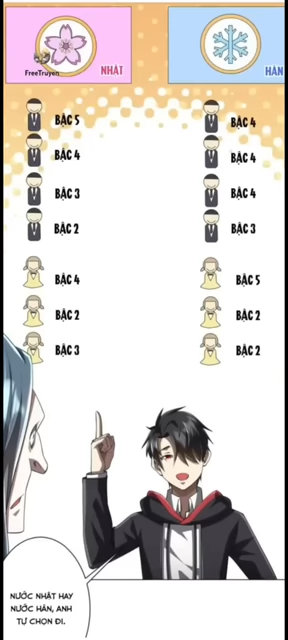 FreeTruyen
NHẬT
HÀN
BẬC 5
BẬC 4
BẬC 3
BẬC 2
BẬC 4
BẬC 2
BẬC 3
BẬC 4
BẬC 4
BẬC 4
BẬC 3
BẬC 5
BẬC 2
BẬC 2
NƯỚC NHẬT HAY
NƯỚC HÀN, ANH
TỰ CHỌN ĐI.